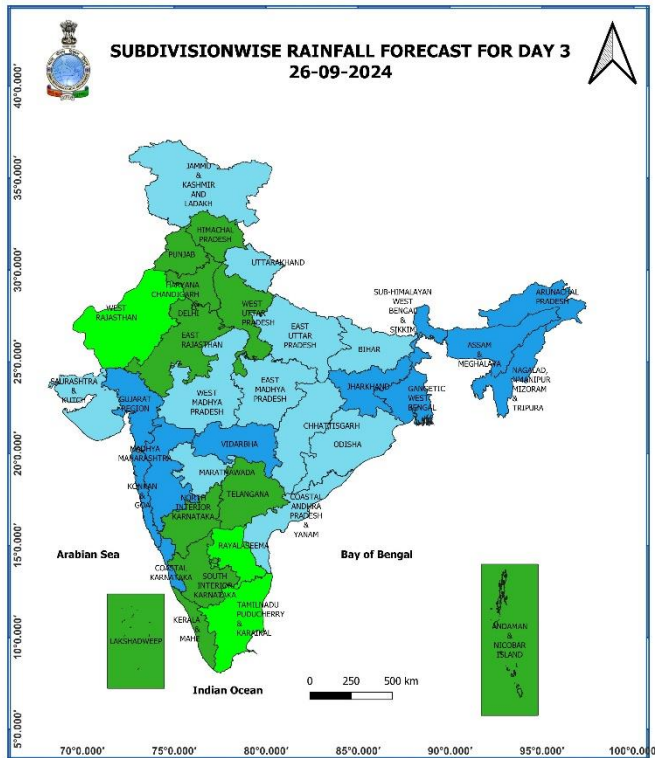 SUBDIVISIONWISE RAINFALL FORECAST FOR DAY 3
26-09-2024
40°0.000'
35°0.000'
30°0.000'
25°0.000'
20°0.000'
15°0.000'
10°0.000'
5°0.000'
JAMMU
&
KASHMIR
AND
LADAKH
HIMACHAL
PRADESH
PUNJAB
UTTARAKHAND
HARYANA
CHANDIGARH
DELHI
WEST
UTTAR
PRADESH
WEST
RAJASTHAN
EAST
RAJASTHAN
EAST
UTTAR
PRADESH
BIHAR
SUB-HIMALAYAN
WEST
BENGAL
&
SIKKIM
ARUNACHAL
PRADESH
ASSAM
&
MEGHALAYA
NAGALAD,
MANIPUR
MIZORAM
&
TRIPURA
SAURASHTRA
&
KUTCH
GUJARAT
REGION
WEST
MADHYA
PRADESH
EAST
MADHYA
PRADESH
JHARKHAND
GANGETIC
WEST
BENGAL
CHHATTISGARH
ODISHA
MADHYA
MAHARASHTRA
VIDARBHA
MARATHAWADA
KONKAN
&
GOA
NORTH
INTERIOR
KARNATAKA
TELANGANA
COASTAL
ANDHRA
PRADESH
&
YANAM
RAYALASEEMA
COASTAL
KARNATAKA
SOUTH
INTERIOR
KARNATAKA
TAMILNADU
PUDUCHERRY
&
KARAIKAL
KERALA
&
MAHE
LAKSHADWEEP
ANDAMAN
&
NICOBAR
ISLAND
Arabian Sea
Bay of Bengal
Indian Ocean
0 250 500 km
70°0.000' 75°0.000' 80°0.000' 85°0.000' 90°0.000' 95°0.000' 100°0.000'